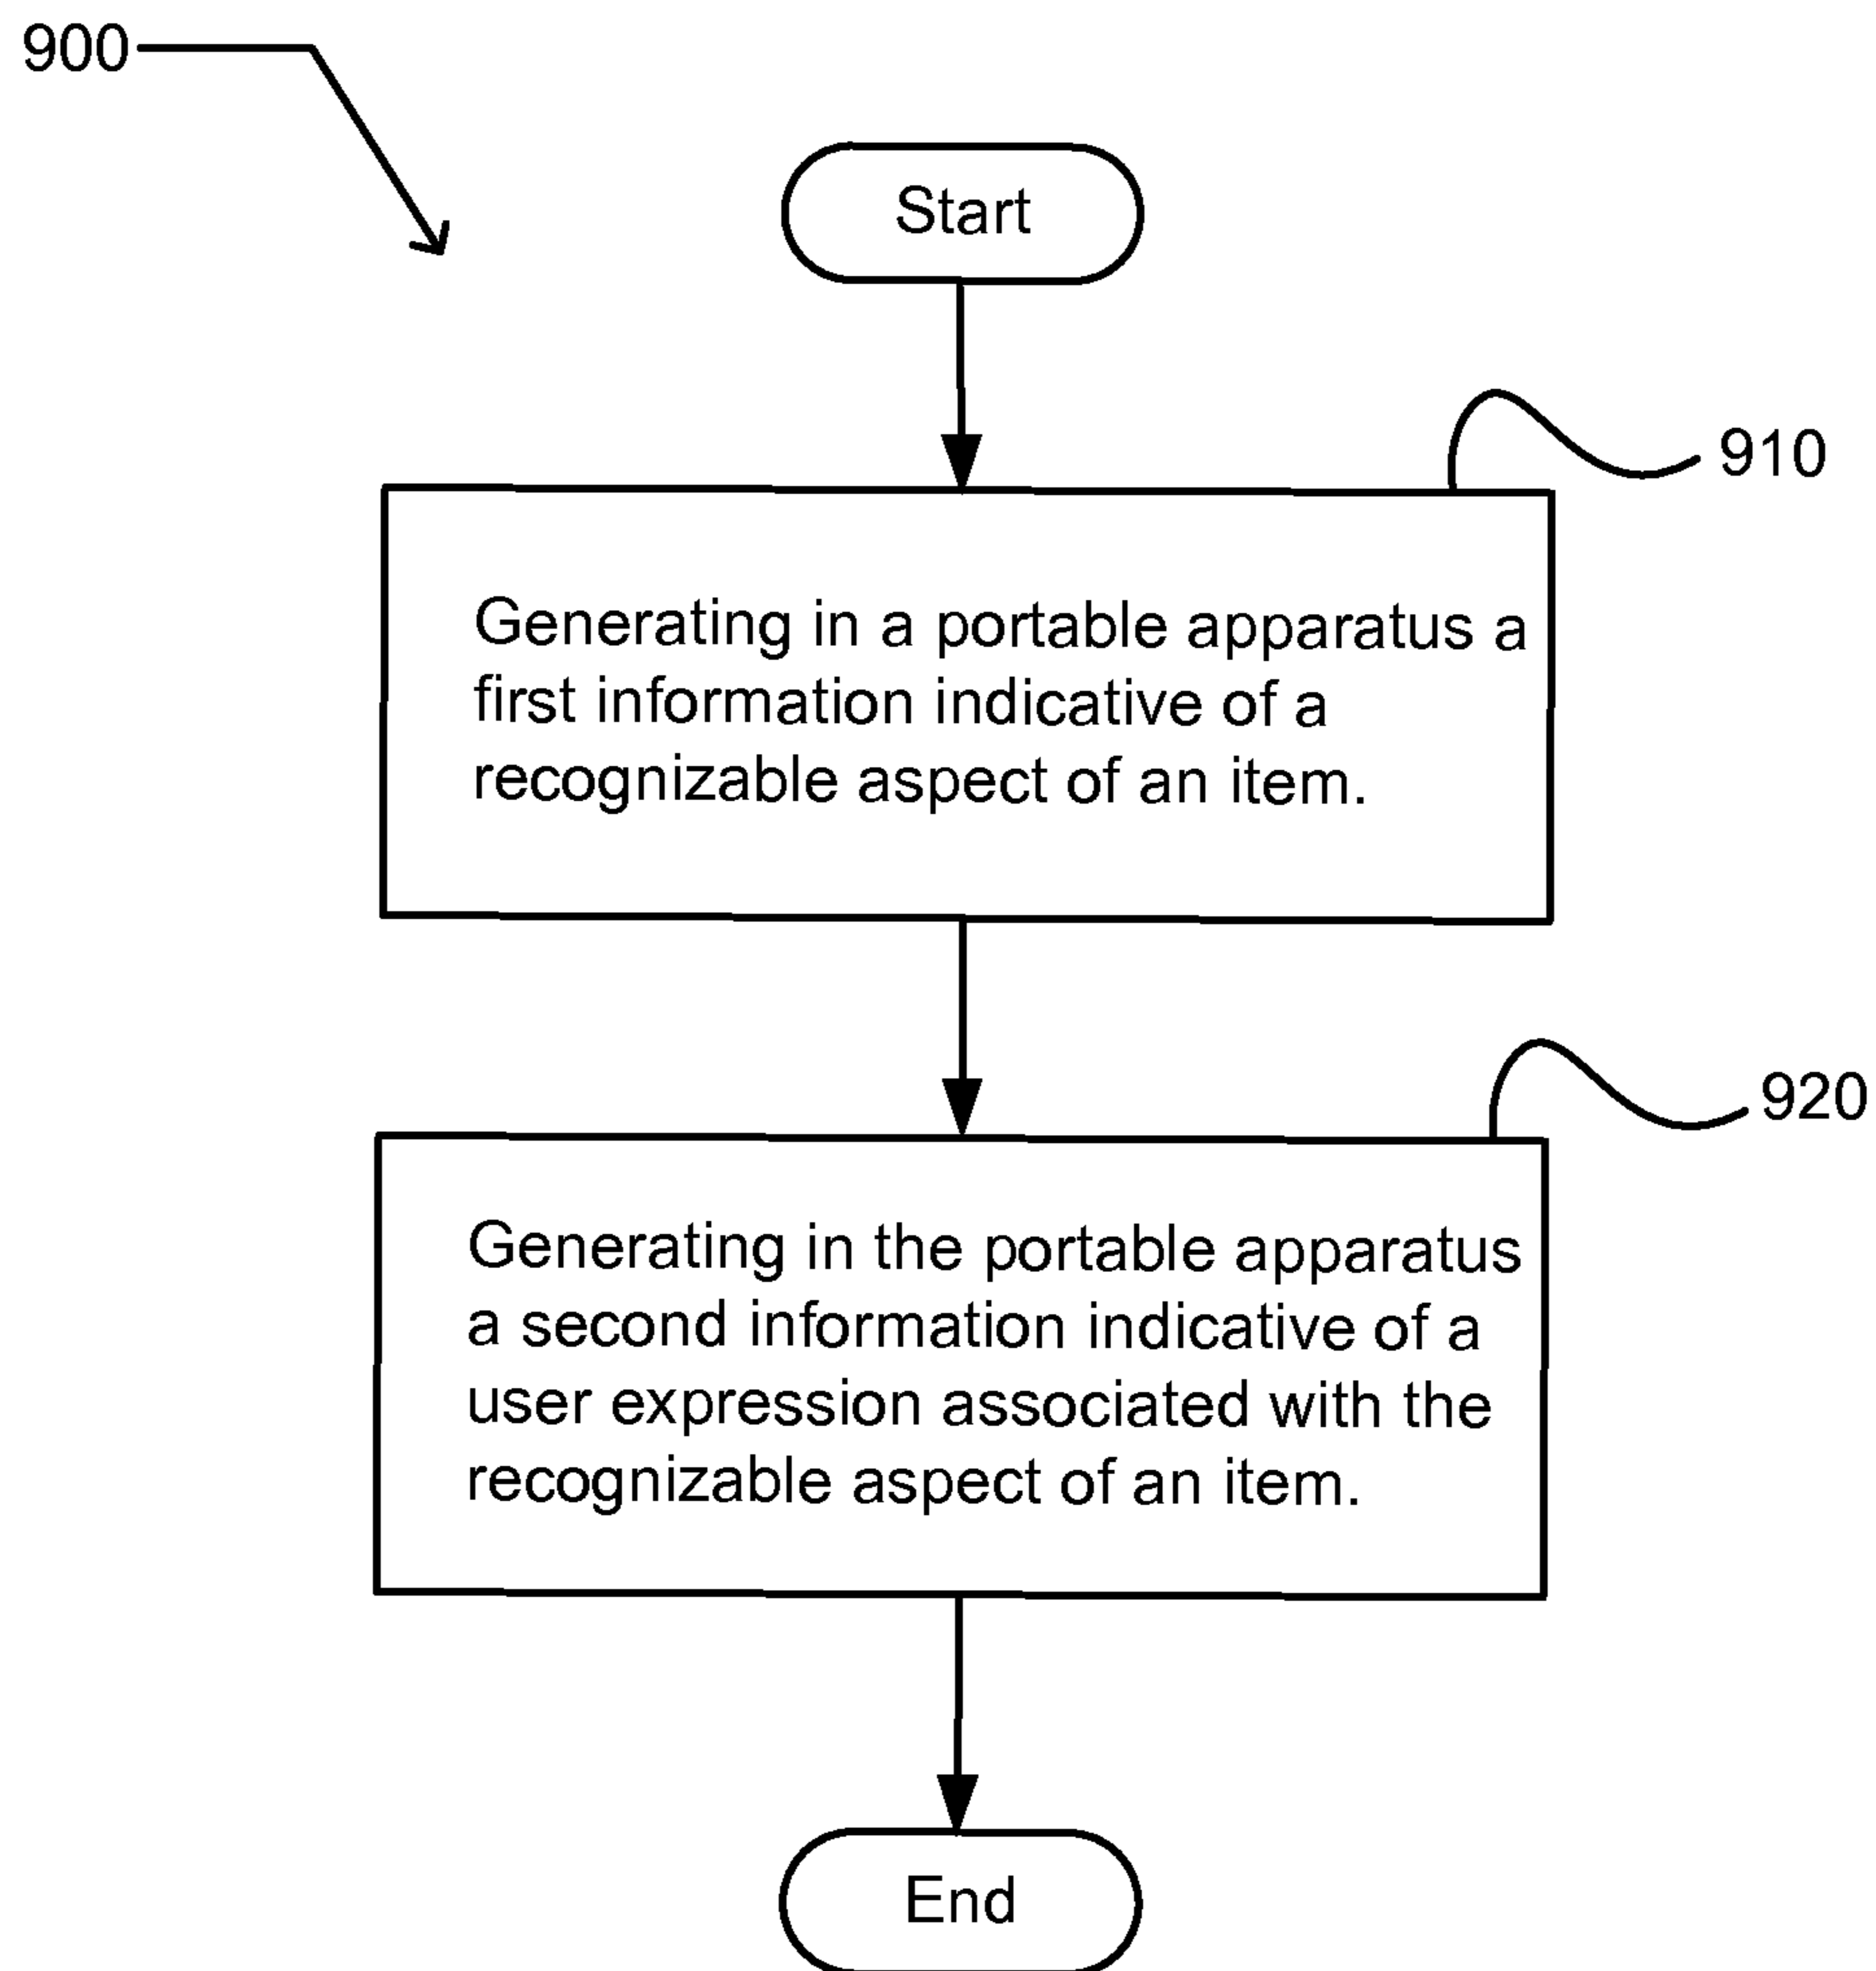 900
Start
910
Generating in a portable apparatus a
first information indicative of a
recognizable aspect of an item.
920
Generating in the portable apparatus
a second information indicative of a
user expression associated with the
recognizable aspect of an item.
End